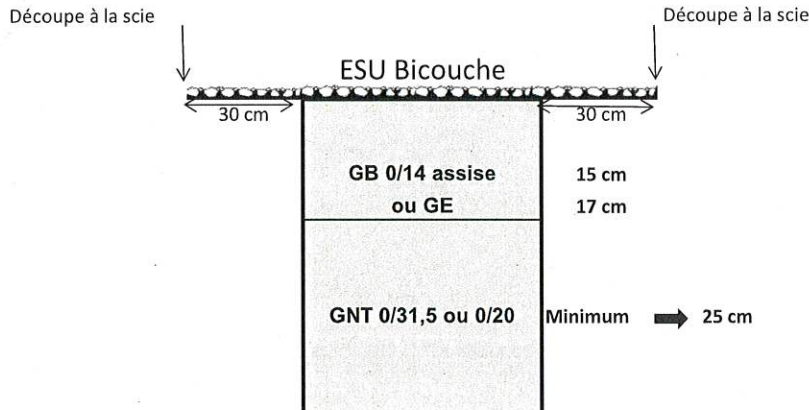 Découpe à la scie
Découpe à la scie
ESU Bicouche
30 cm
30 cm
GB 0/14 assise
15 cm
ou GE
17 cm
GNT 0/31,5 ou 0/20
Minimum
25 cm